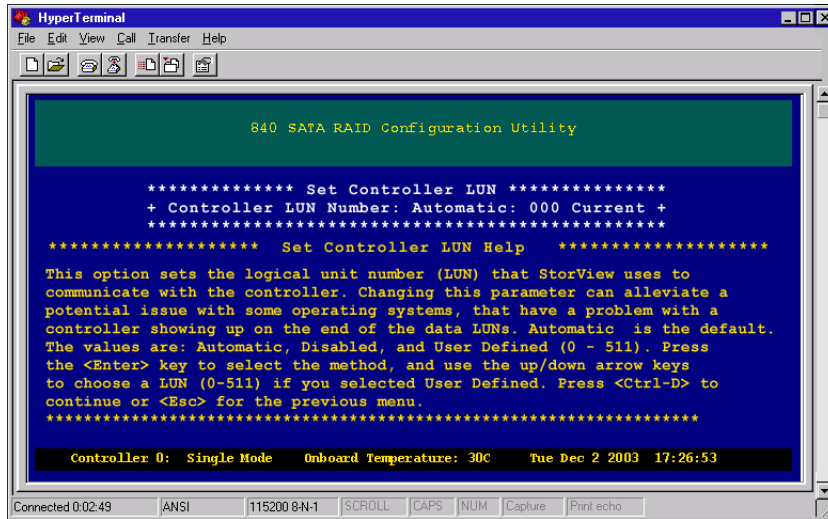 HyperTerminal
File Edit View Call Transfer Help
840 SATA RAID Configuration Utility
************** Set Controller LUN ***************
+ Controller LUN Number: Automatic: 000 Current +
*************************************************
******************** Set Controller LUN Help ********************
This option sets the logical unit number (LUN) that StorView uses to
communicate with the controller. Changing this parameter can alleviate a
potential issue with some operating systems, that have a problem with a
controller showing up on the end of the data LUNs. Automatic is the default.
The values are: Automatic, Disabled, and User Defined (0 - 511). Press
the <Enter> key to select the method, and use the up/down arrow keys
to choose a LUN (0-511) if you selected User Defined. Press <Ctrl-D> to
continue or <Esc> for the previous menu.
**************************************************************
Controller 0: Single Mode Onboard Temperature: 30C Tue Dec 2 2003 17:26:53
Connected 0:02:49 ANSI 115200 8-N-1 SCROLL CAPS NUM Capture Print echo